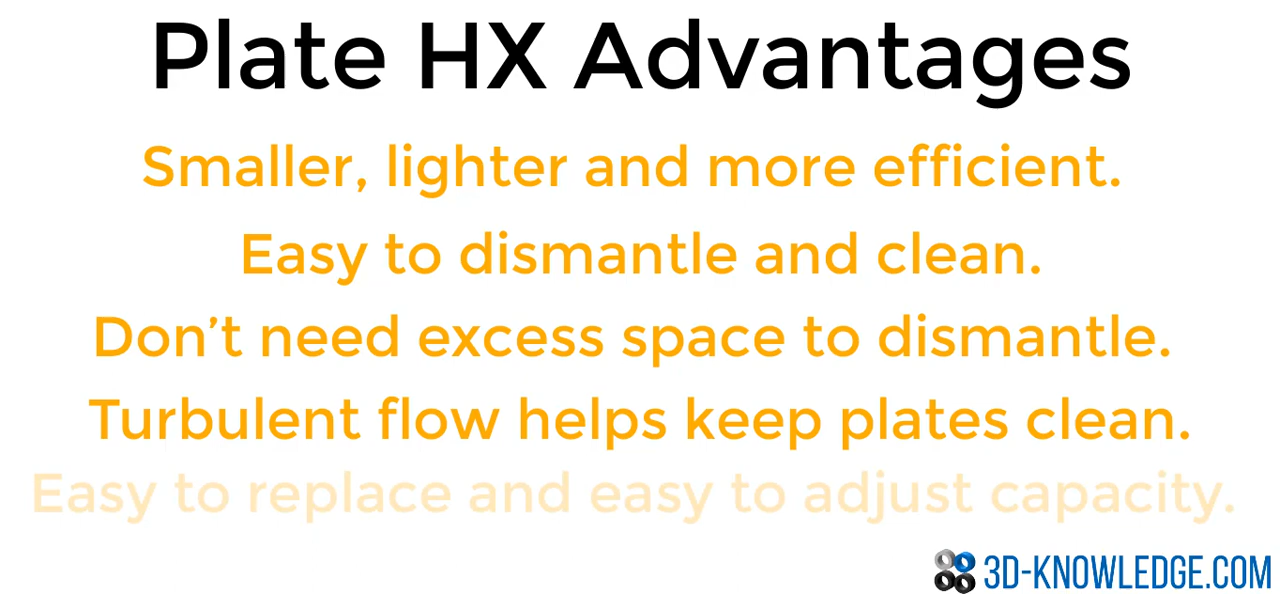 Plate HX Advantages
Smaller, lighter and more efficient.
Easy to dismantle and clean.
Don’t need excess space to dismantle.
Turbulent flow helps keep plates clean.
Easy to replace and easy to adjust capacity.
3D-KNOWLEDGE.COM